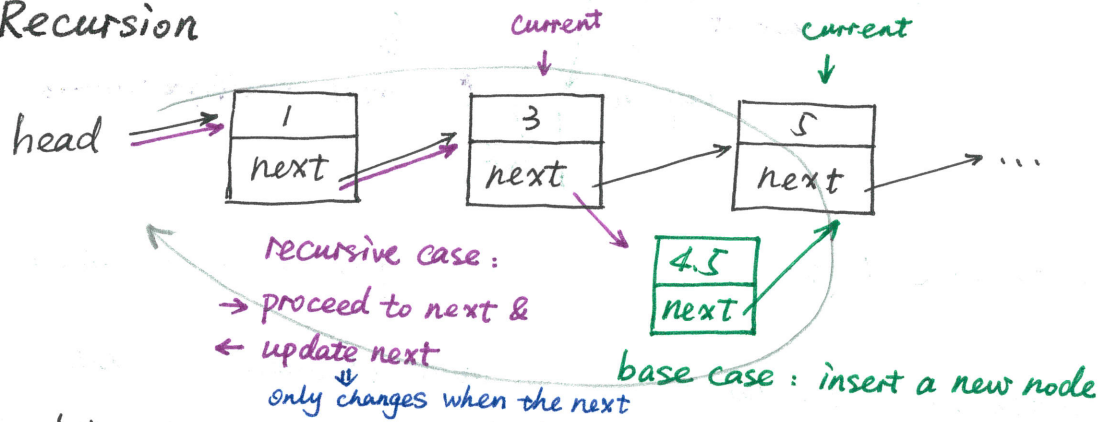 Recursion
current
current
head
1
3
5
next
next
next
...
4.5
next
recursive case:
→ proceed to next &
← update next
⇓
only changes when the next
base case: insert a new node